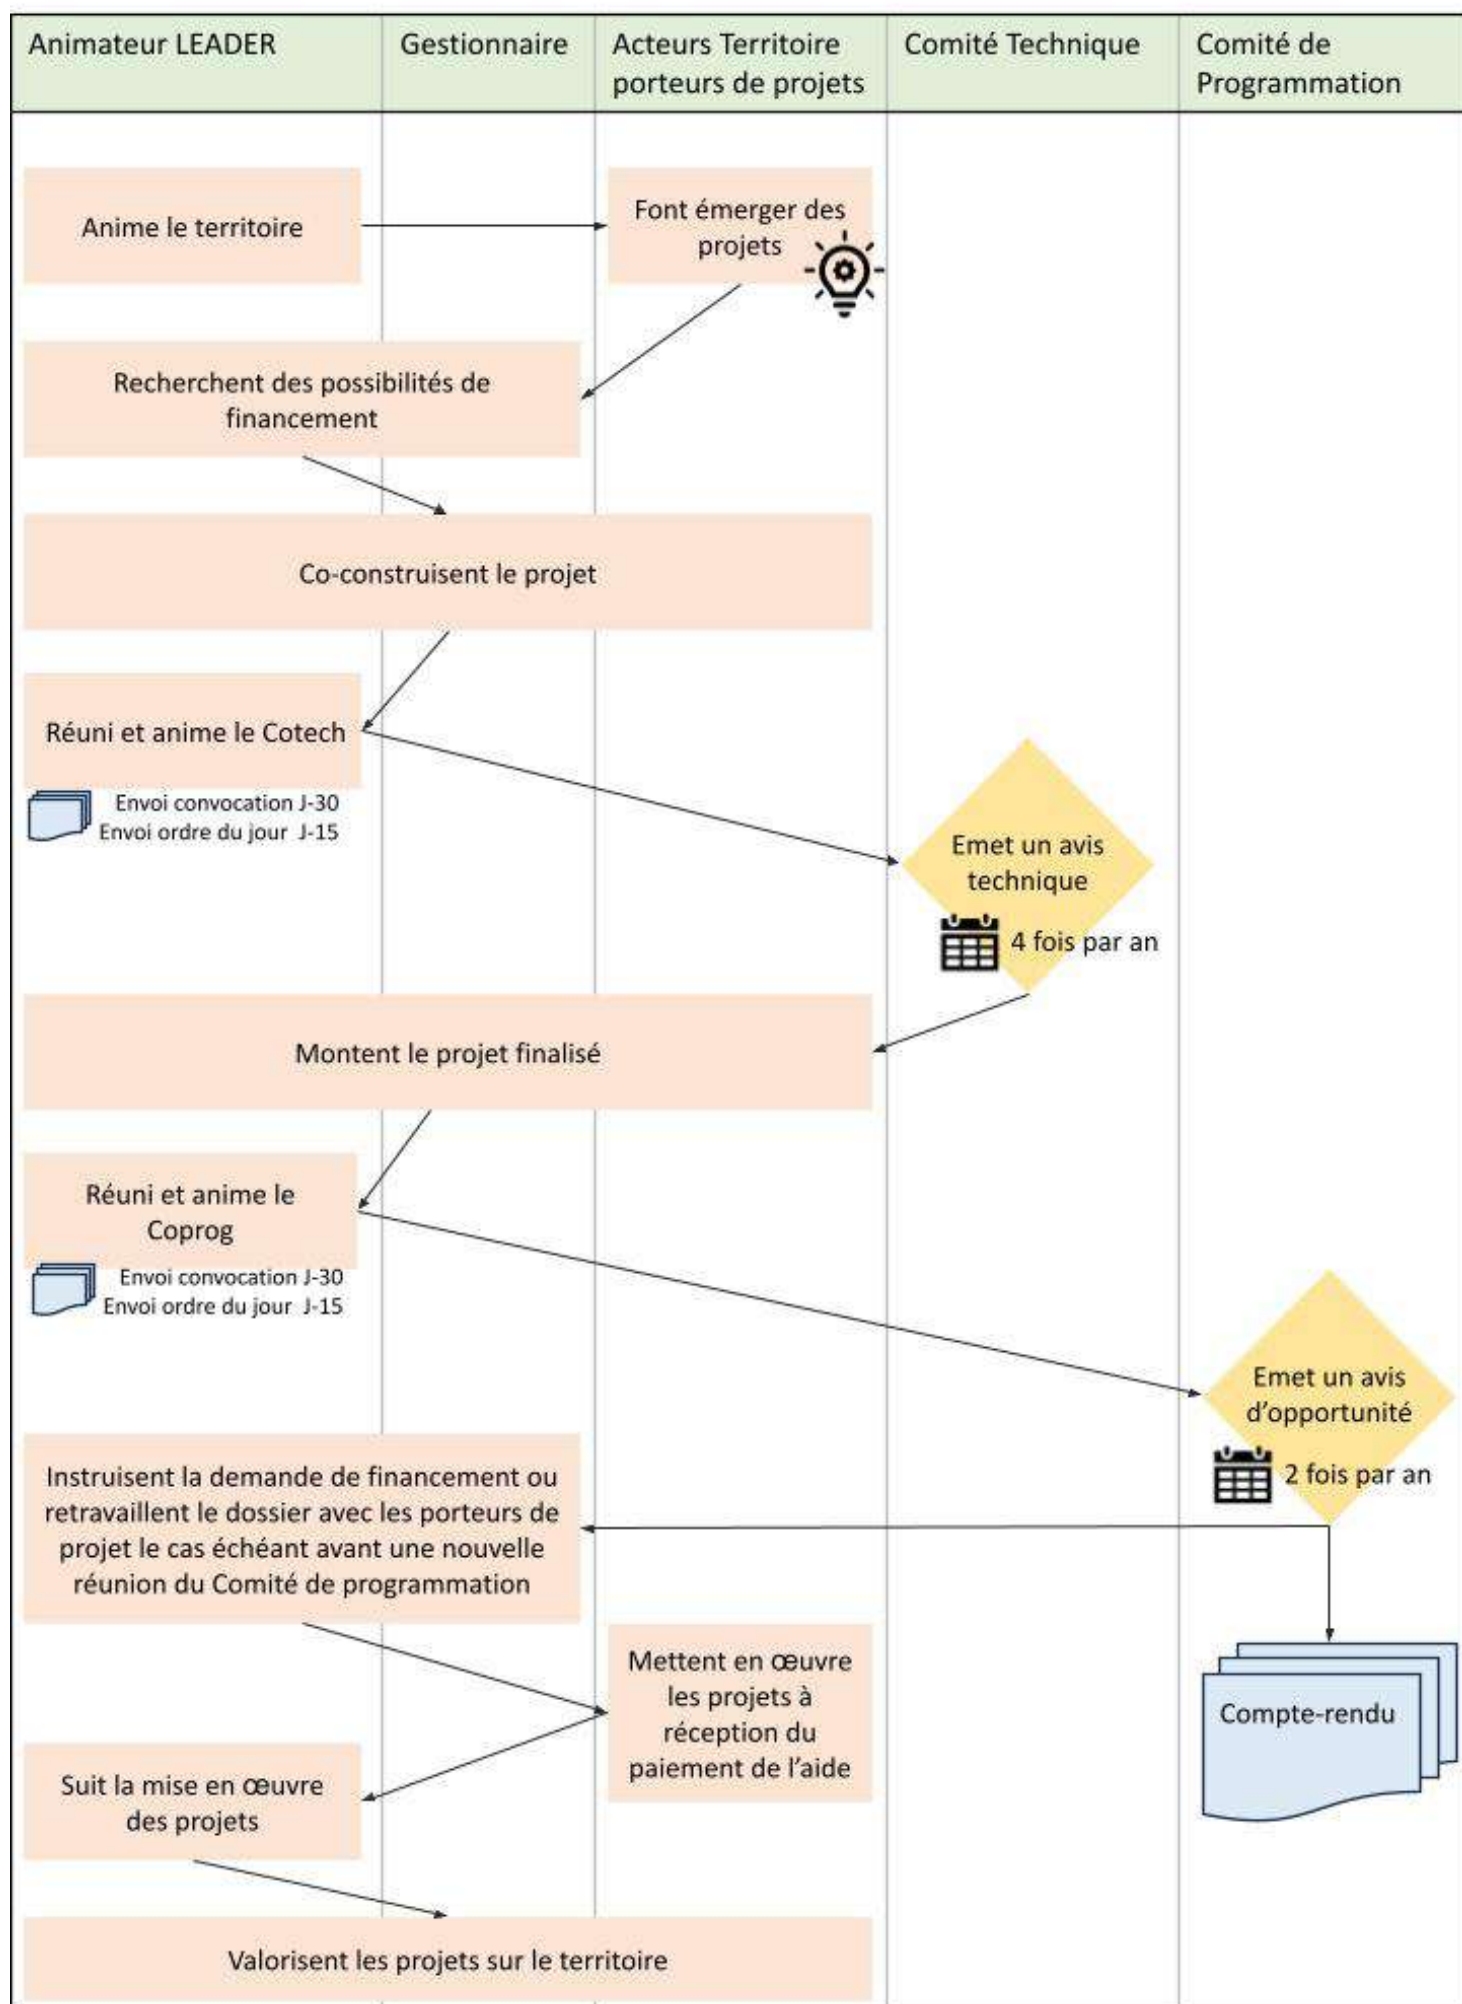 Animateur LEADER
Gestionnaire
Acteurs Territoire
porteurs de projets
Comité Technique
Comité de
Programmation
Anime le territoire
Font émerger des
projets
Recherchent des possibilités de
financement
Co-construisent le projet
Réuni et anime le Cotech
Envoi convocation J-30
Envoi ordre du jour J-15
Emet un avis
technique
4 fois par an
Montent le projet finalisé
Réuni et anime le
Coprog
Envoi convocation J-30
Envoi ordre du jour J-15
Emet un avis
d’opportunité
2 fois par an
Instruisent la demande de financement ou
retravaillent le dossier avec les porteurs de
projet le cas échéant avant une nouvelle
réunion du Comité de programmation
Mettent en œuvre
les projets à
réception du
paiement de l’aide
Compte-rendu
Suit la mise en œuvre
des projets
Valorisent les projets sur le territoire